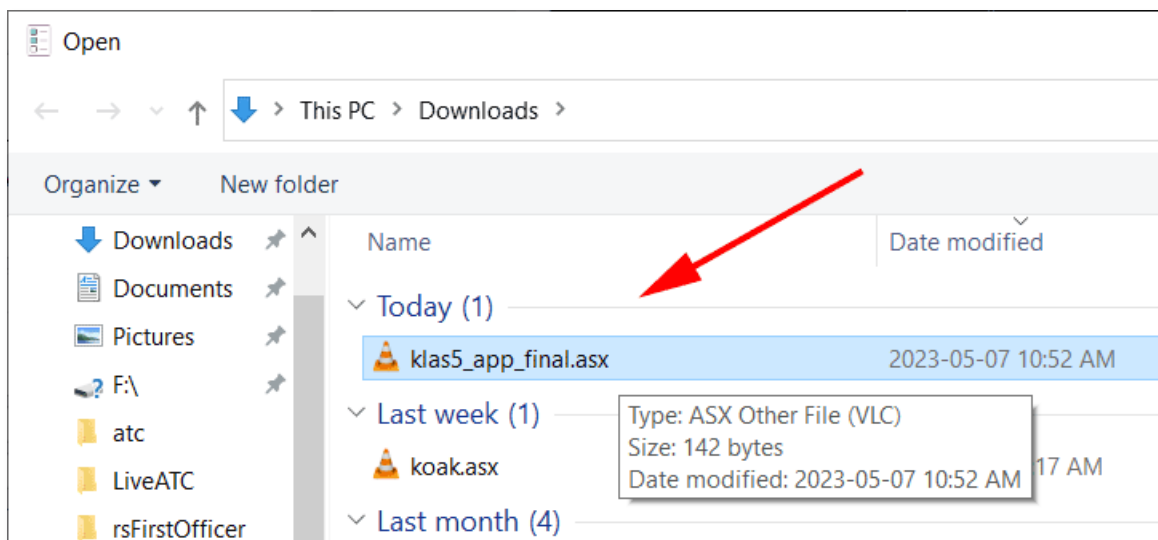 Open
This PC > Downloads >
Organize New folder
Name Date modified
Downloads
Documents
Pictures
F:\
atc
LiveATC
rsFirstOfficer
Today (1)
klas5_app_final.asx 2023-05-07 10:52 AM
Last week (1)
koak.asx 17 AM
Type: ASX Other File (VLC)
Size: 142 bytes
Date modified: 2023-05-07 10:52 AM
Last month (4)